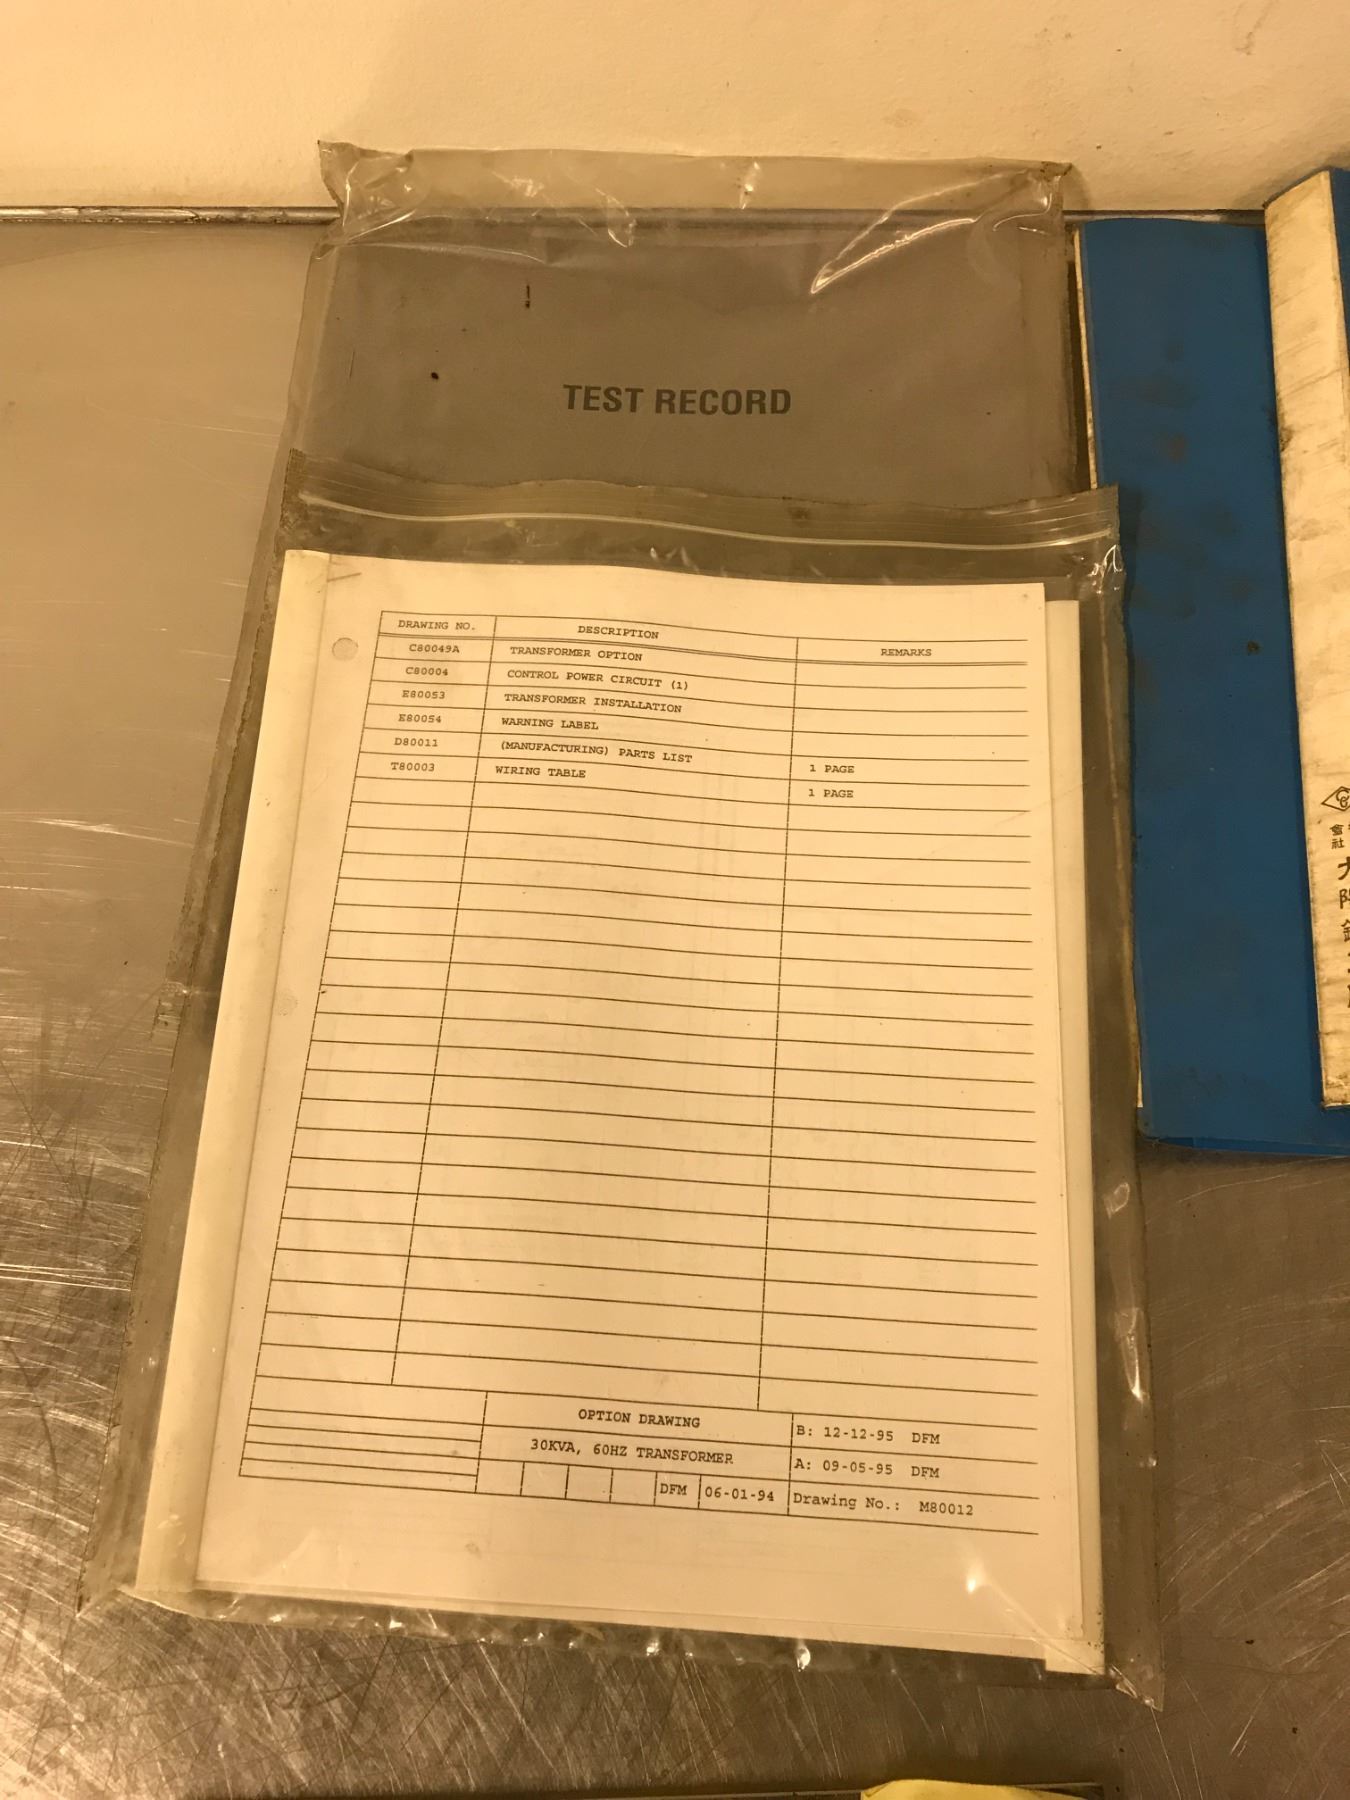 TEST RECORD
DRAWING NO. DESCRIPTION REMARKS
C80049A TRANSFORMER OPTION
C80004 CONTROL POWER CIRCUIT (1)
E80053 TRANSFORMER INSTALLATION
E80054 WARNING LABEL
D80011 (MANUFACTURING) PARTS LIST 1 PAGE
T80003 WIRING TABLE 1 PAGE
OPTION DRAWING B: 12-12-95 DFM
30KVA, 60HZ TRANSFORMER A: 09-05-95 DFM
DFM 06-01-94 Drawing No.: M80012
會社